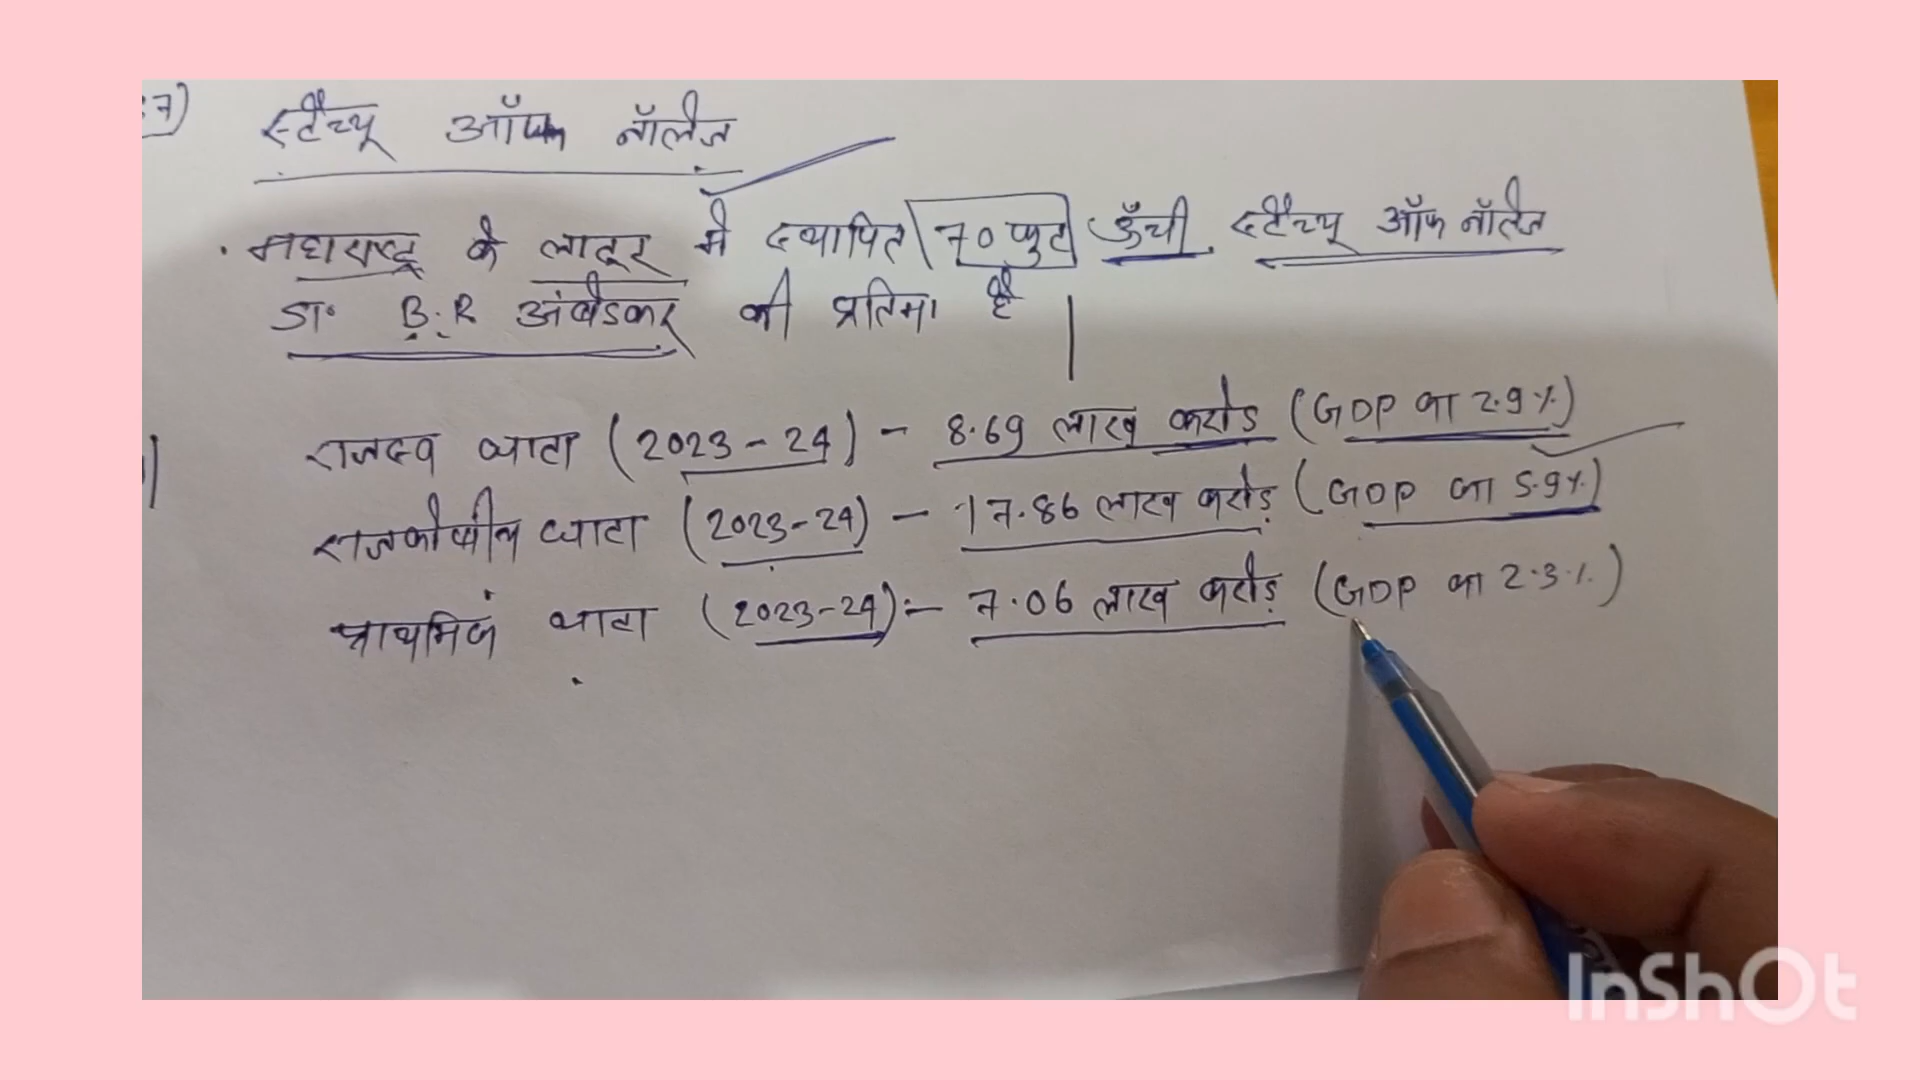 स्टैच्यू ऑफ नॉलेज
. महाराष्ट्र के लातूर में स्थापित 70 फुट ऊँची स्टैच्यू ऑफ नॉलेज
डा॰ B.R अंबेडकर की प्रतिमा है |
राजस्व घाटा (2023-24) - 8.69 लाख करोड (GDP का 2.9%)
राजकोषीय घाटा (2023-24) - 17.86 लाख करोड़ (GDP का 5.9%)
प्राथमिक घाटा (2023-24):- 7.06 लाख करोड़ (GDP का 2.3%)
InShOt